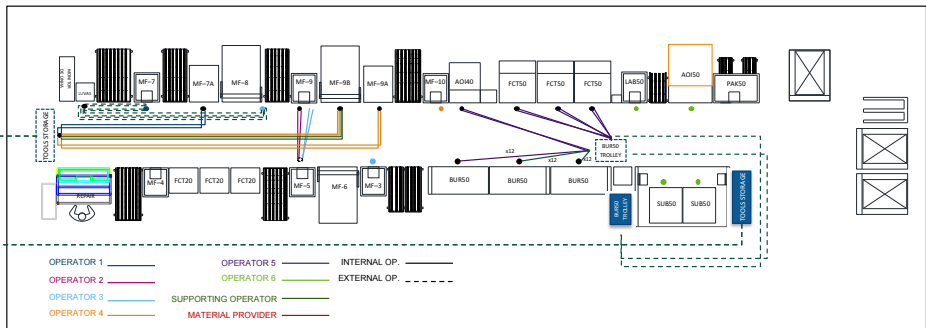 LUVAS
MF-7
MF-7A
MF-8
MF-9
MF-9B
MF-9A
MF-10
AOI40
FCT50
FCT50
FCT50
LAB50
AOI50
PAK50
TOOLS STORAGE
x12
x12
x12
BUR50
TROLLEY
REPAIR
MF-4
FCT20
FCT20
FCT20
MF-5
MF-6
MF-3
BUR50
BUR50
BUR50
BUR50
TROLLEY
SUB50
SUB50
TOOLS STORAGE
OPERATOR 1
OPERATOR 5
INTERNAL OP.
OPERATOR 2
OPERATOR 6
EXTERNAL OP.
OPERATOR 3
SUPPORTING OPERATOR
OPERATOR 4
MATERIAL PROVIDER